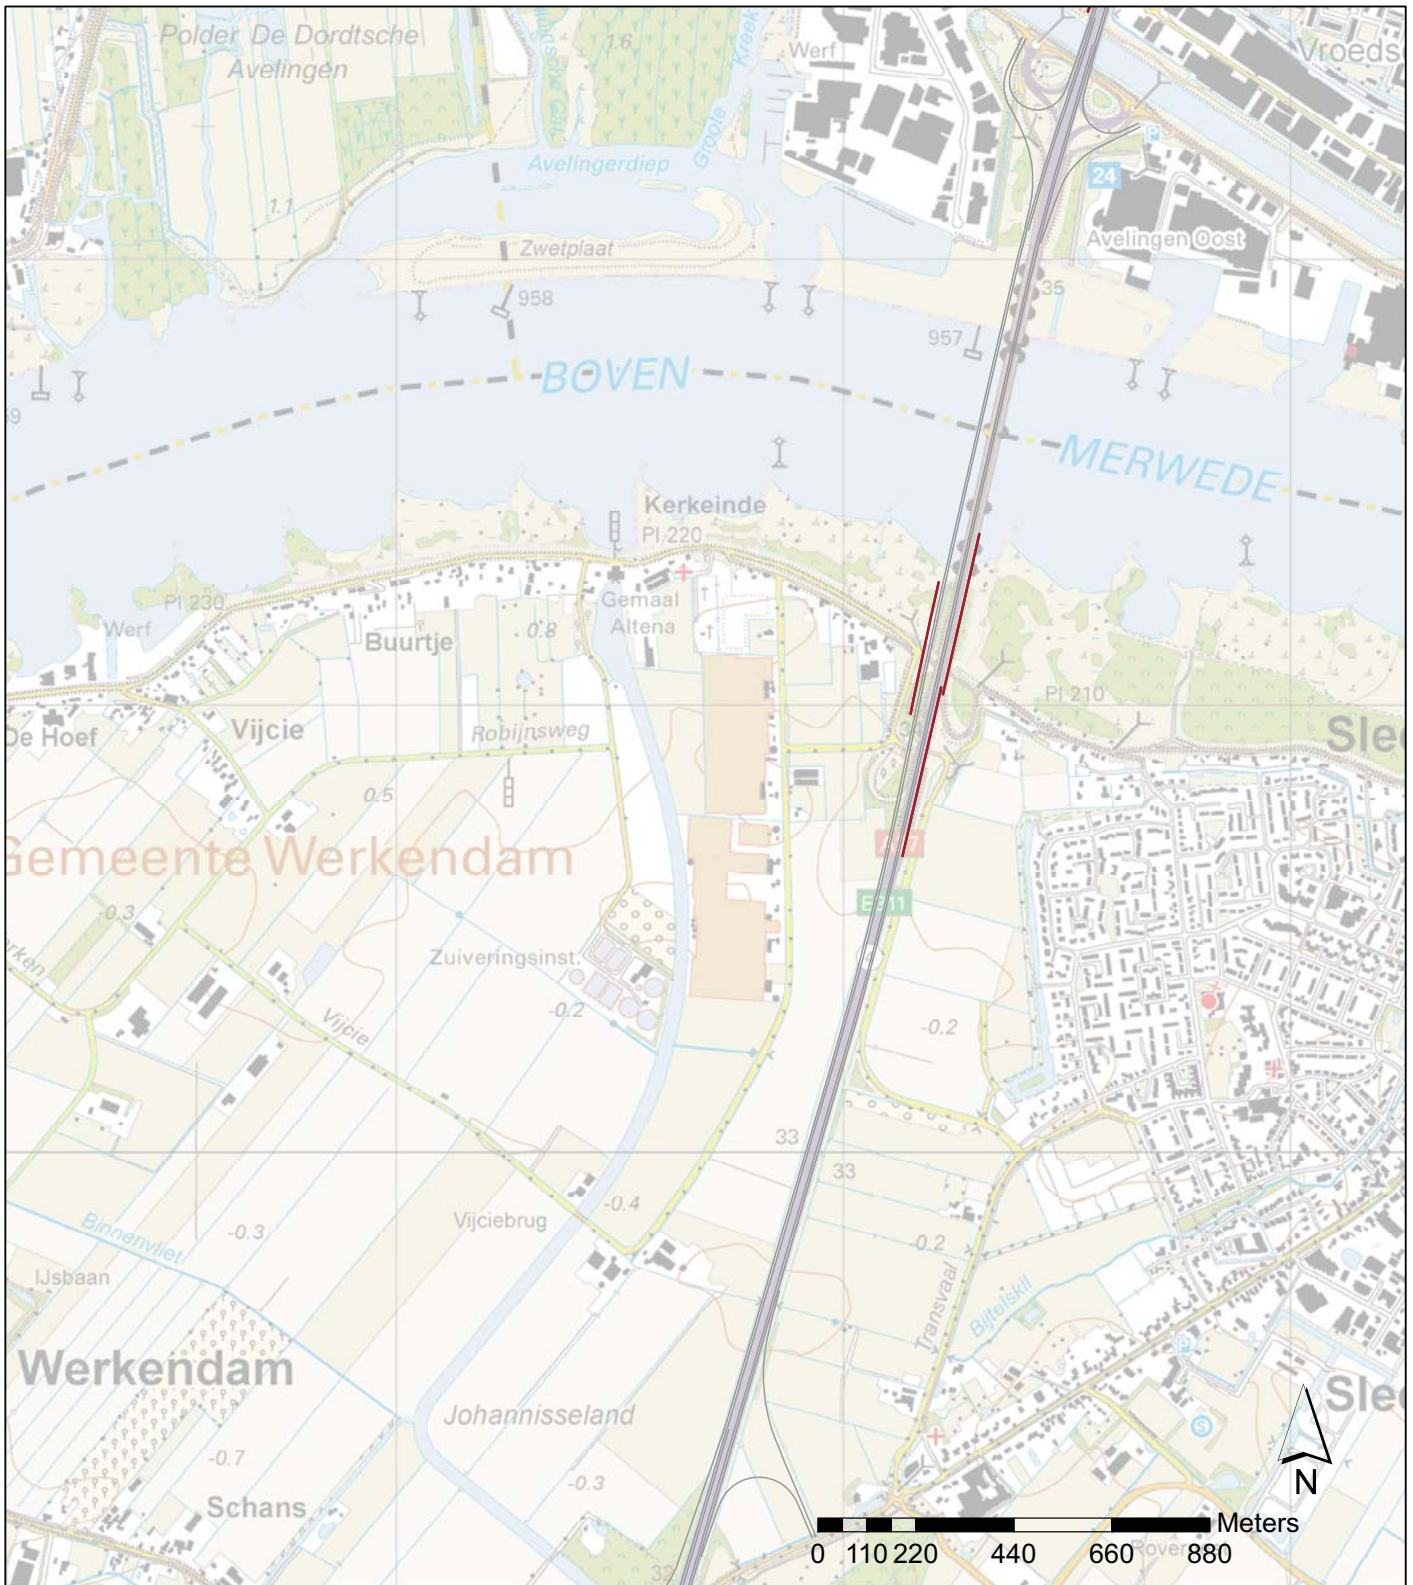 Polder De Dordtsche
Avelingen
1.6
Groote Kreek
Werf
Vroeds
Avelingerdiep
24
P
1.1
Zwetplaat
Avelingen Oost
35
958
957
BOVEN
MERWEDE
Kerkeinde
Pl 220
Pl 230
Gemaal
Altena
Werf
0.8
Buurtje
Pl 210
De Hoef
Vijcie
Robijnsweg
Slee
0.5
Gemeente Werkendam
E311
-0.3
Zuiveringsinst.
-0.2
-0.2
Vijcie
33
33
-0.4
Vijciebrug
-0.3
Binnenvliet
-0.2
IJsbaan
Transvaal
Bijtelskil
P
Werkendam
Slee
Johannisseland
S
-0.7
-0.3
Schans
N
Meters
0 110 220 440 660 880
Rover
32